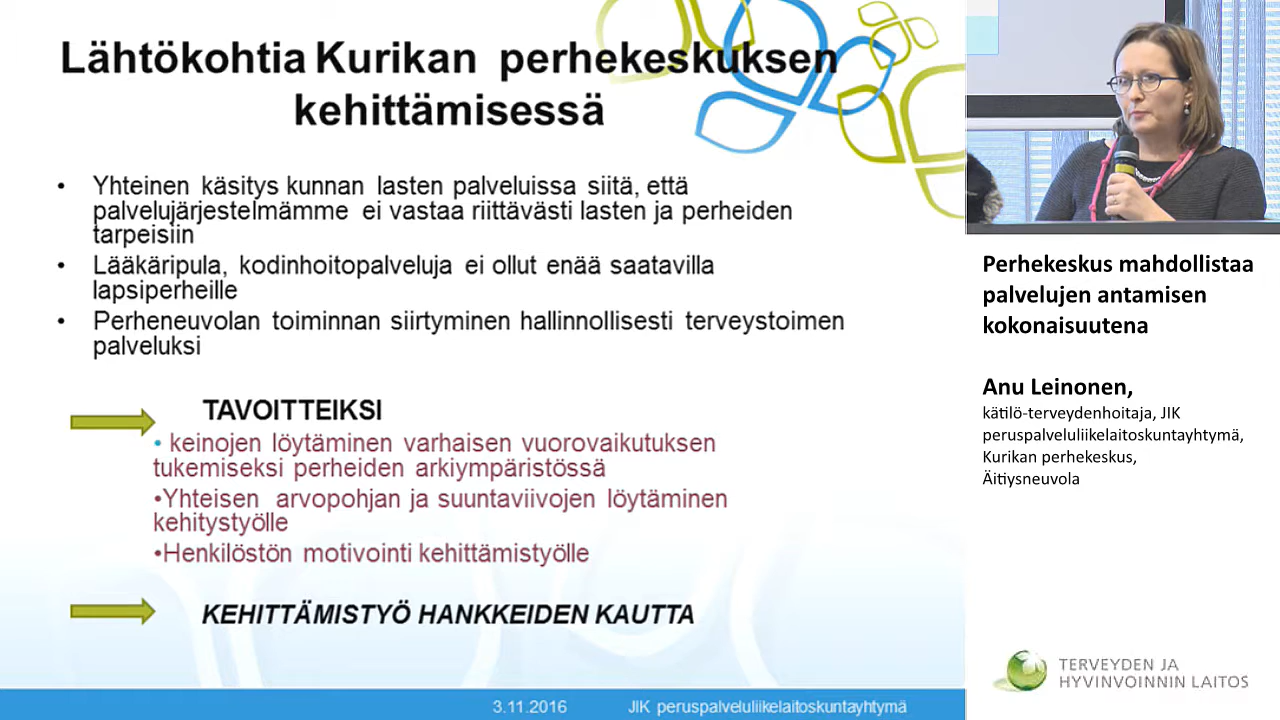 Lähtökohtia Kurikan perhekeskuksen
kehittämisessä
• Yhteinen käsitys kunnan lasten palveluissa siitä, että
palvelujärjestelmämme ei vastaa riittävästi lasten ja perheiden
tarpeisiin
• Lääkäripula, kodinhoitopalveluja ei ollut enää saatavilla
lapsiperheille
• Perheneuvolan toiminnan siirtyminen hallinnollisesti terveystoimen
palveluksi
TAVOITTEIKSI
• keinojen löytäminen varhaisen vuorovaikutuksen
tukemiseksi perheiden arkiympäristössä
•Yhteisen arvopohjan ja suuntaviivojen löytäminen
kehitystyölle
•Henkilöstön motivointi kehittämistyölle
KEHITTÄMISTYÖ HANKKEIDEN KAUTTA
3.11.2016 JIK peruspalveluliikelaitoskuntayhtymä
Perhekeskus mahdollistaa
palvelujen antamisen
kokonaisuutena
Anu Leinonen,
kätilö-terveydenhoitaja, JIK
peruspalveluliikelaitoskuntayhtymä,
Kurikan perhekeskus,
Äitiysneuvola
TERVEYDEN JA
HYVINVOINNIN LAITOS